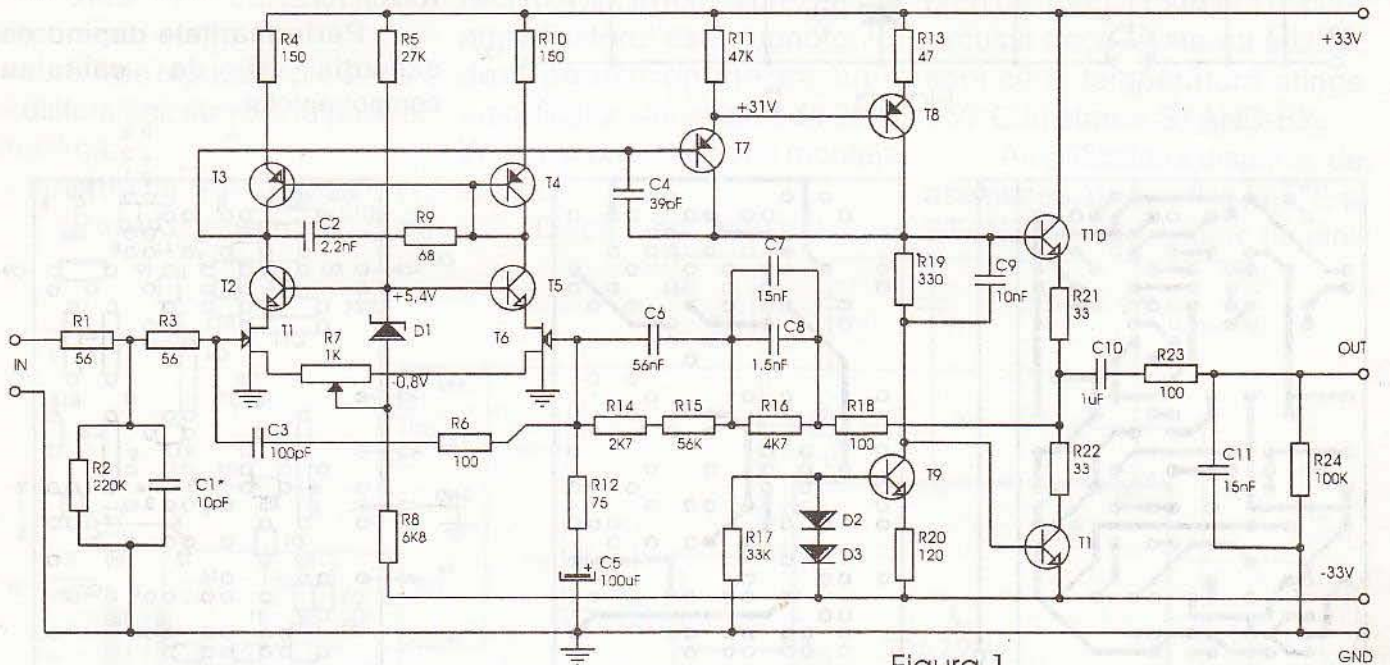 R4
150
R5
27K
R10
150
R11
47K
R13
47
+33V
+31V
T8
T7
T3
T4
C4
39pF
C2
2.2nF
R9
68
C7
15nF
T10
R19
330
C9
10nF
T2
+5,4V
T5
R21
33
R1
56
R3
56
T1
R7
1K
D1
T6
C6
56nF
C8
1.5nF
IN
-0,8V
C10
1uF
R23
100
OUT
R14
2K7
R15
56K
R16
4K7
R18
100
C3
100pF
R6
100
R2
220K
C1*
10pF
R12
75
T9
R22
33
C11
15nF
R24
100K
R8
6K8
R17
33K
D2
D3
R20
120
T1
C5
+
100uF
-33V
Figura 1
GND